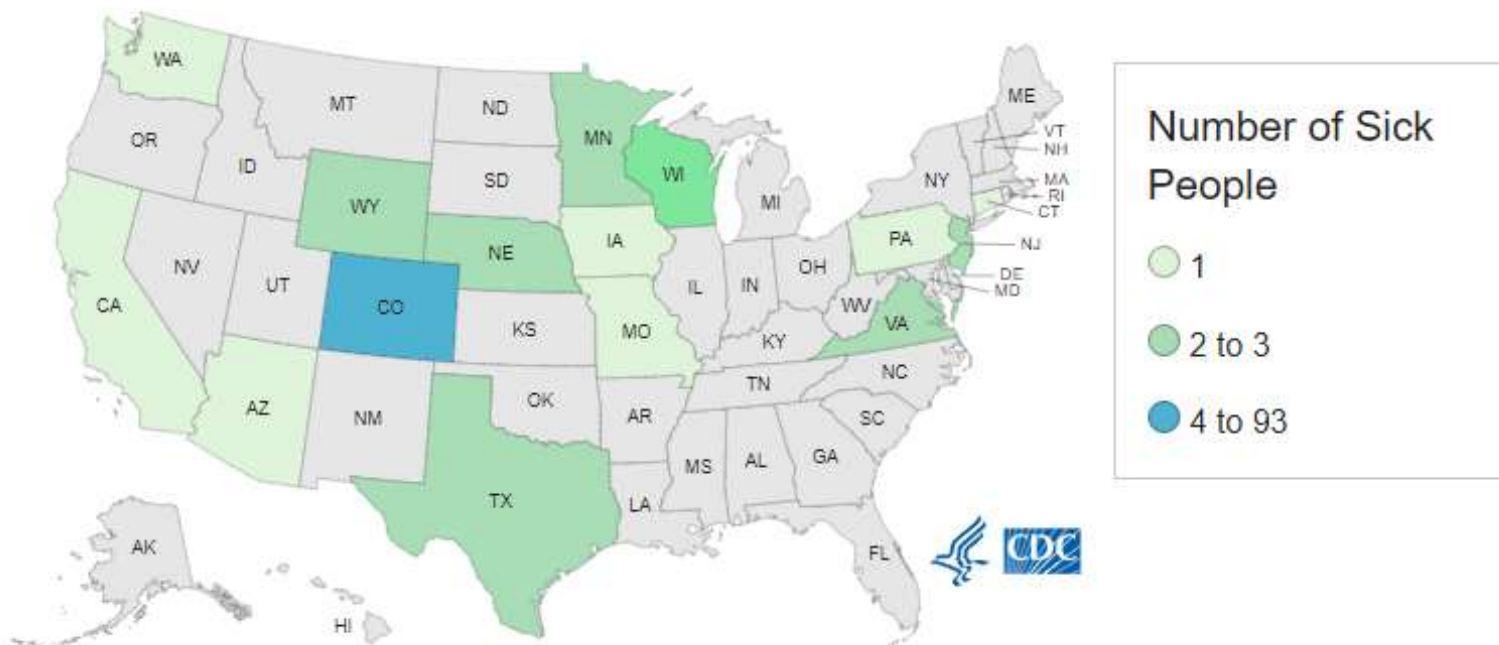 WA
MT
ND
MN
ME
OR
ID
SD
WI
VT
NH
NY
MA
RI
CT
MI
WY
NE
IA
PA
NJ
NV
UT
CA
CO
KS
MO
IL
IN
OH
WV
VA
DE
MD
KY
AZ
NM
OK
AR
TN
NC
SC
TX
LA
MS
AL
GA
FL
AK
HI
CDC
Number of Sick
People
1
2 to 3
4 to 93